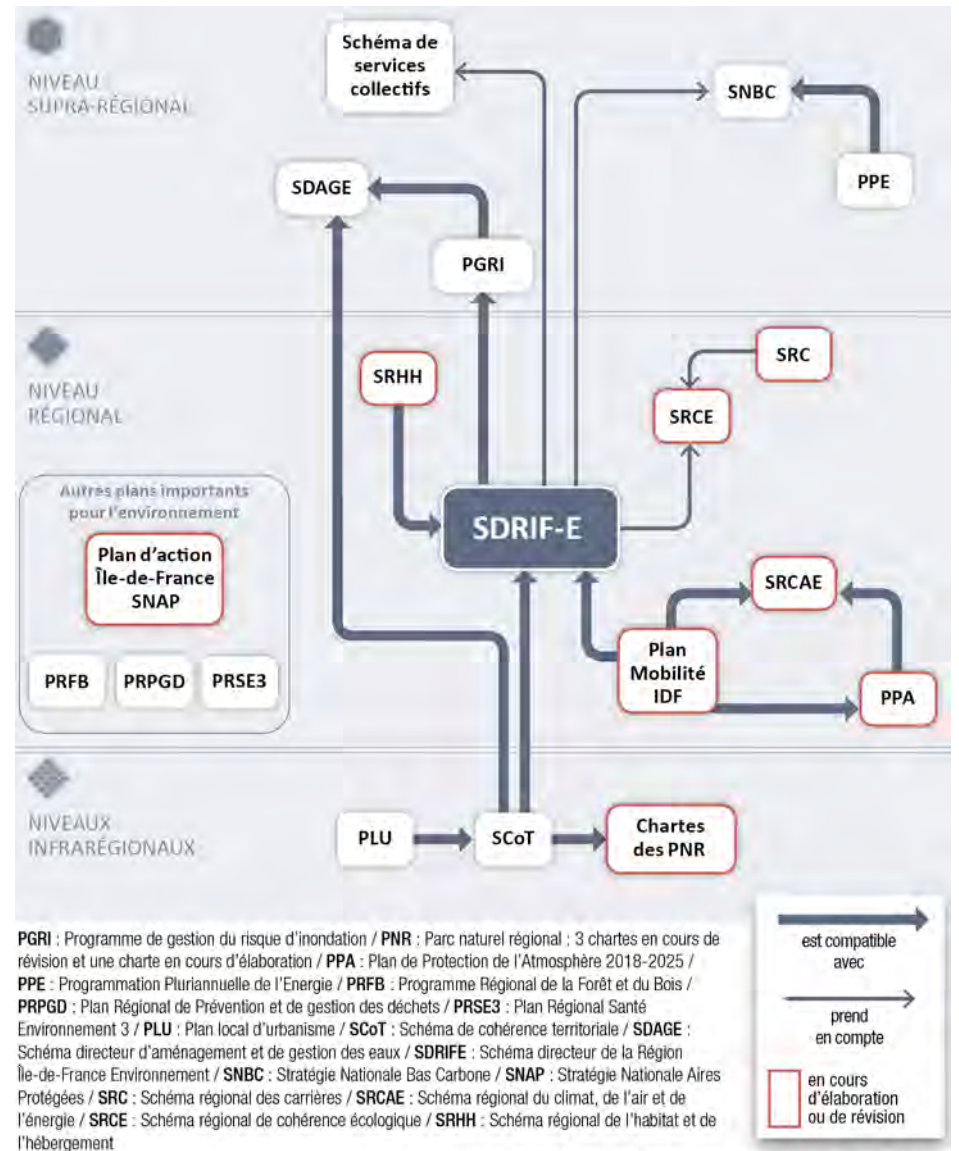 NIVEAU
SUPRA-RÉGIONAL
Schéma de
services
collectifs
SNBC
PPE
SDAGE
PGRI
NIVEAU
RÉGIONAL
SRHH
SRC
SRCE
SDRIF-E
Autres plans importants
pour l'environnement
Plan d'action
Île-de-France
SNAP
PRFB
PRPGD
PRSE3
SRCAE
Plan
Mobilité
IDF
PPA
NIVEAUX
INFRARÉGIONAUX
PLU
SCoT
Chartes
des PNR
PGRI : Programme de gestion du risque d'inondation / PNR : Parc naturel régional : 3 chartes en cours de
révision et une charte en cours d'élaboration / PPA : Plan de Protection de l'Atmosphère 2018-2025 /
PPE : Programmation Pluriannuelle de l'Energie / PRFB : Programme Régional de la Forêt et du Bois /
PRPGD : Plan Régional de Prévention et de gestion des déchets / PRSE3 : Plan Régional Santé
Environnement 3 / PLU : Plan local d'urbanisme / SCoT : Schéma de cohérence territoriale / SDAGE :
Schéma directeur d'aménagement et de gestion des eaux / SDRIFE : Schéma directeur de la Région
Île-de-France Environnement / SNBC : Stratégie Nationale Bas Carbone / SNAP : Stratégie Nationale Aires
Protégées / SRC : Schéma régional des carrières / SRCAE : Schéma régional du climat, de l'air et de
l'énergie / SRCE : Schéma régional de cohérence écologique / SRHH : Schéma régional de l'habitat et de
l'hébergement
est compatible
avec
prend
en compte
en cours
d'élaboration
ou de révision